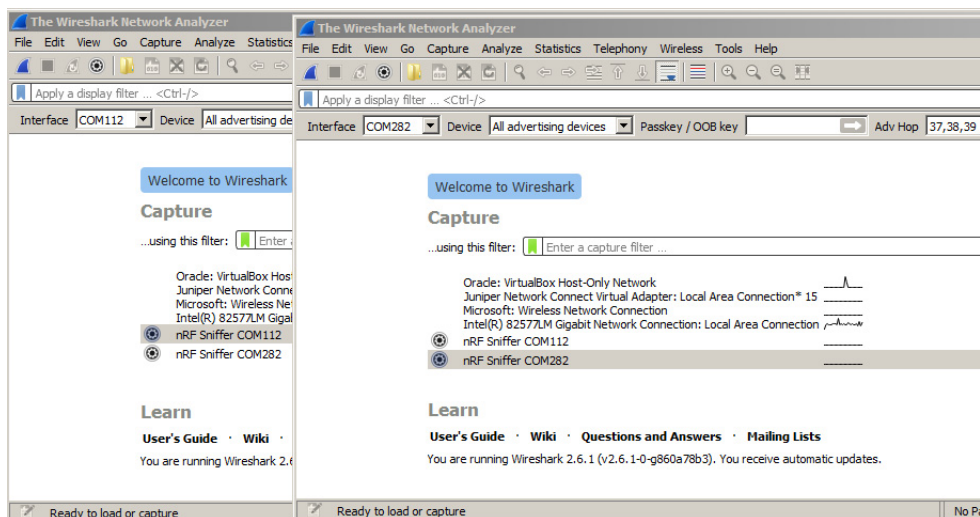 The Wireshark Network Analyzer
File Edit View Go Capture Analyze Statistics
Apply a display filter ... <Ctrl-/>
Interface COM112 Device All advertising de
Welcome to Wireshark
Capture
...using this filter: Enter a
Oracle: VirtualBox Hos
Juniper Network Conne
Microsoft: Wireless Ne
Intel(R) 82577LM Gigal
nRF Sniffer COM112
nRF Sniffer COM282
Learn
User's Guide · Wiki ·
You are running Wireshark 2.6
Ready to load or capture
The Wireshark Network Analyzer
File Edit View Go Capture Analyze Statistics Telephony Wireless Tools Help
Apply a display filter ... <Ctrl-/>
Interface COM282 Device All advertising devices Passkey / OOB key Adv Hop 37,38,39
Welcome to Wireshark
Capture
...using this filter: Enter a capture filter ...
Oracle: VirtualBox Host-Only Network
Juniper Network Connect Virtual Adapter: Local Area Connection* 15
Microsoft: Wireless Network Connection
Intel(R) 82577LM Gigabit Network Connection: Local Area Connection
nRF Sniffer COM112
nRF Sniffer COM282
Learn
User's Guide · Wiki · Questions and Answers · Mailing Lists
You are running Wireshark 2.6.1 (v2.6.1-0-g860a78b3). You receive automatic updates.
Ready to load or capture
No P